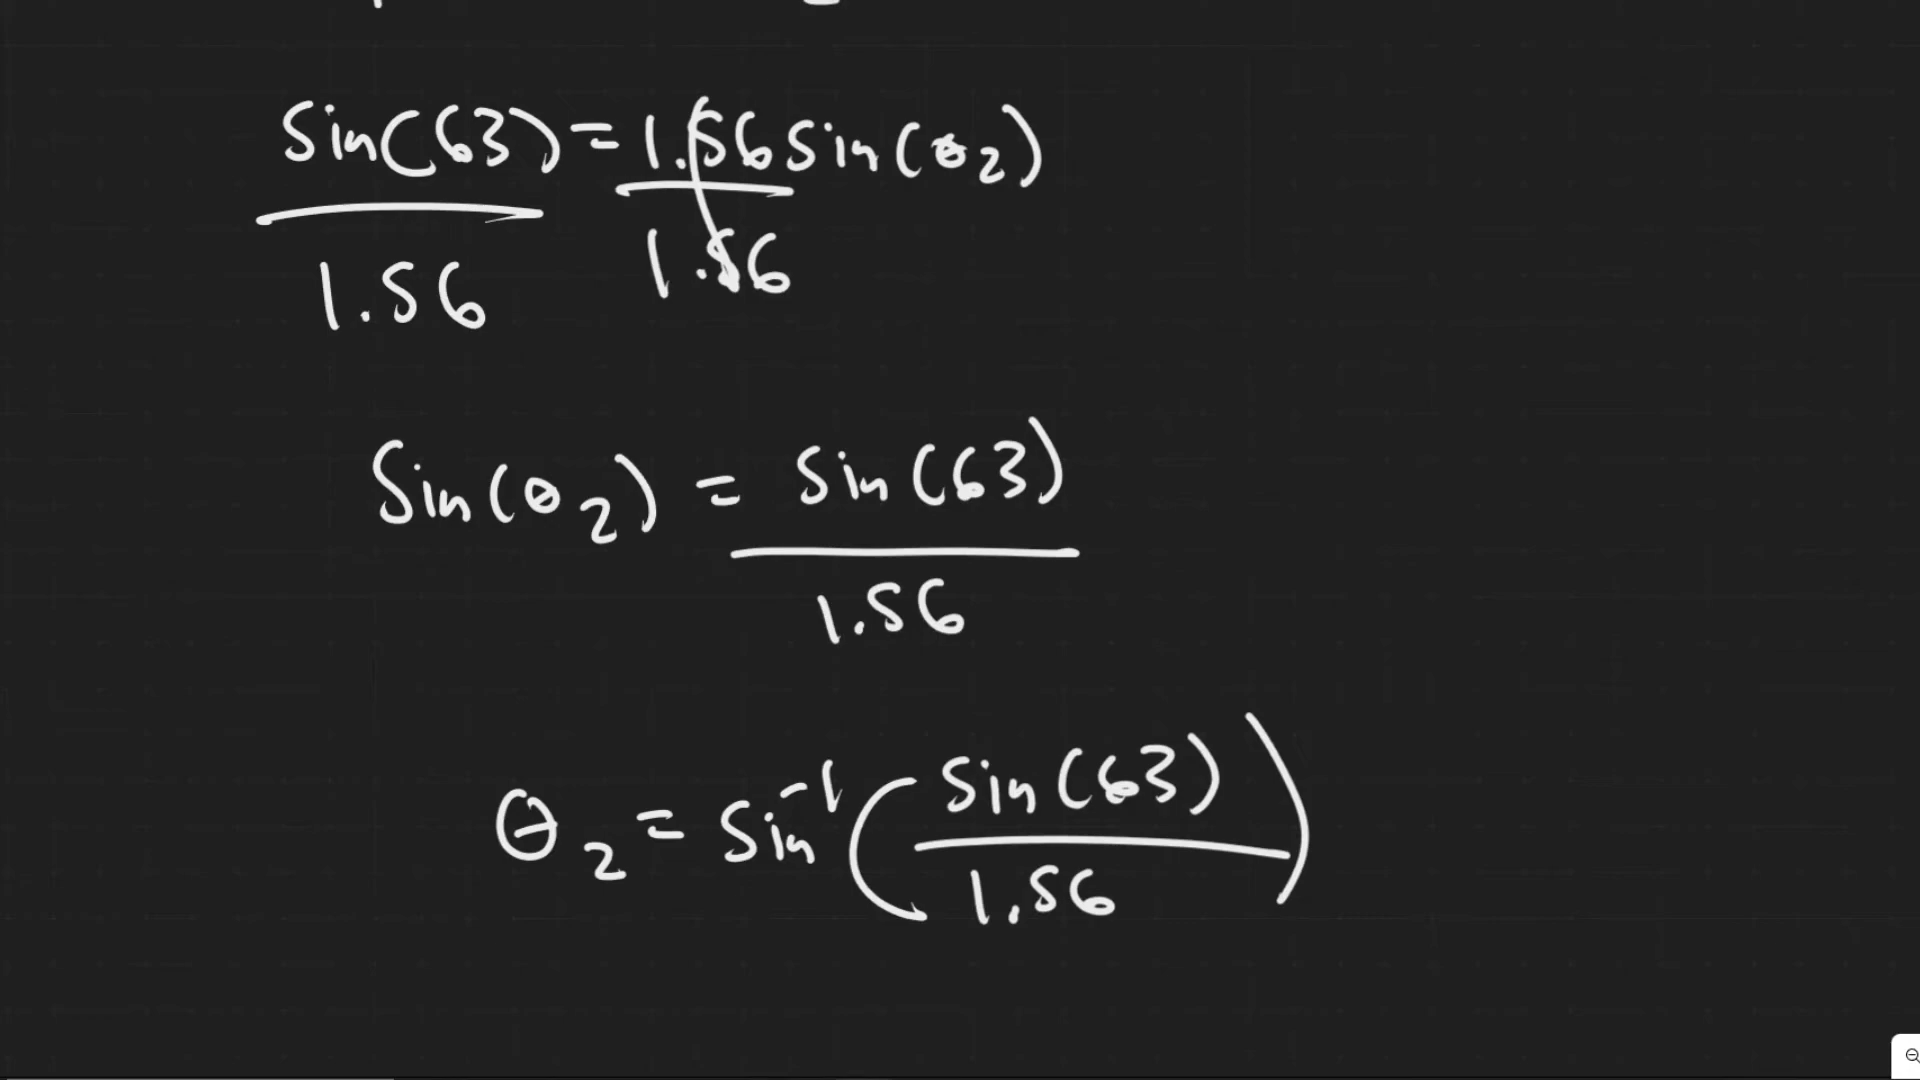 Sin(63) = 1.56 Sin(θ₂)
1.56 1.56
Sin(θ₂) = Sin(63)
1.56
θ₂ = Sin⁻¹(Sin(63)
1.56)